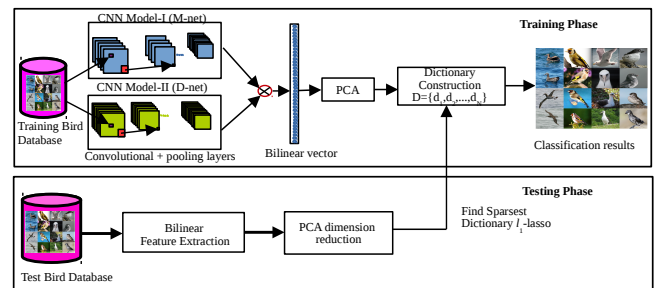 CNN Model-I (M-net)
Training Phase
CNN Model-II (D-net)
PCA
Dictionary
Construction
D={d1,d2,...,dN}
Training Bird
Database
Convolutional + pooling layers
Bilinear vector
Classification results
Testing Phase
Bilinear
Feature Extraction
PCA dimension
reduction
Find Sparsest
Dictionary l1-lasso
Test Bird Database